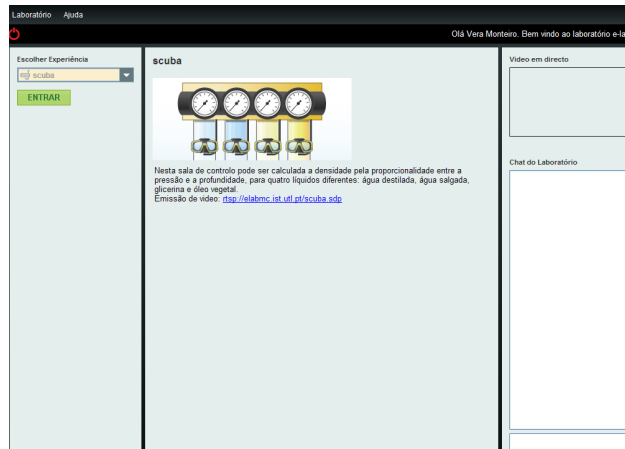 Laboratório Ajuda
Olá Vera Monteiro. Bem vindo ao laboratório e-la
Escolher Experiência
scuba
ENTRAR
scuba
Nesta sala de controlo pode ser calculada a densidade pela proporcionalidade entre a
pressão e a profundidade, para quatro líquidos diferentes: água destilada, água salgada,
glicerina e óleo vegetal.
Emissão de video: rtsp://elabmc.ist.utl.pt/scuba.sdp
Video em directo
Chat do Laboratório